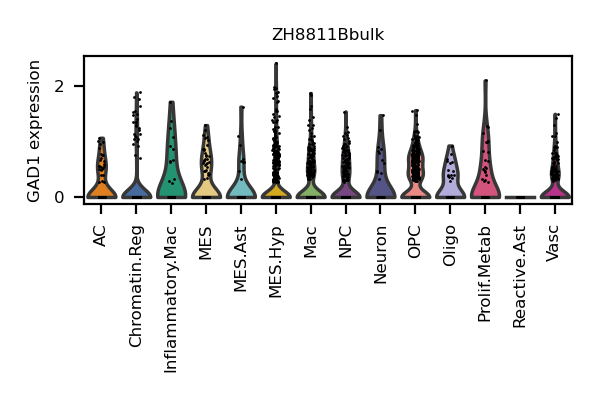 ZH8811Bbulk
GAD1 expression
2
0
AC
Chromatin.Reg
Inflammatory.Mac
MES
MES.Ast
MES.Hyp
Mac
NPC
Neuron
OPC
Oligo
Prolif.Metab
Reactive.Ast
Vasc